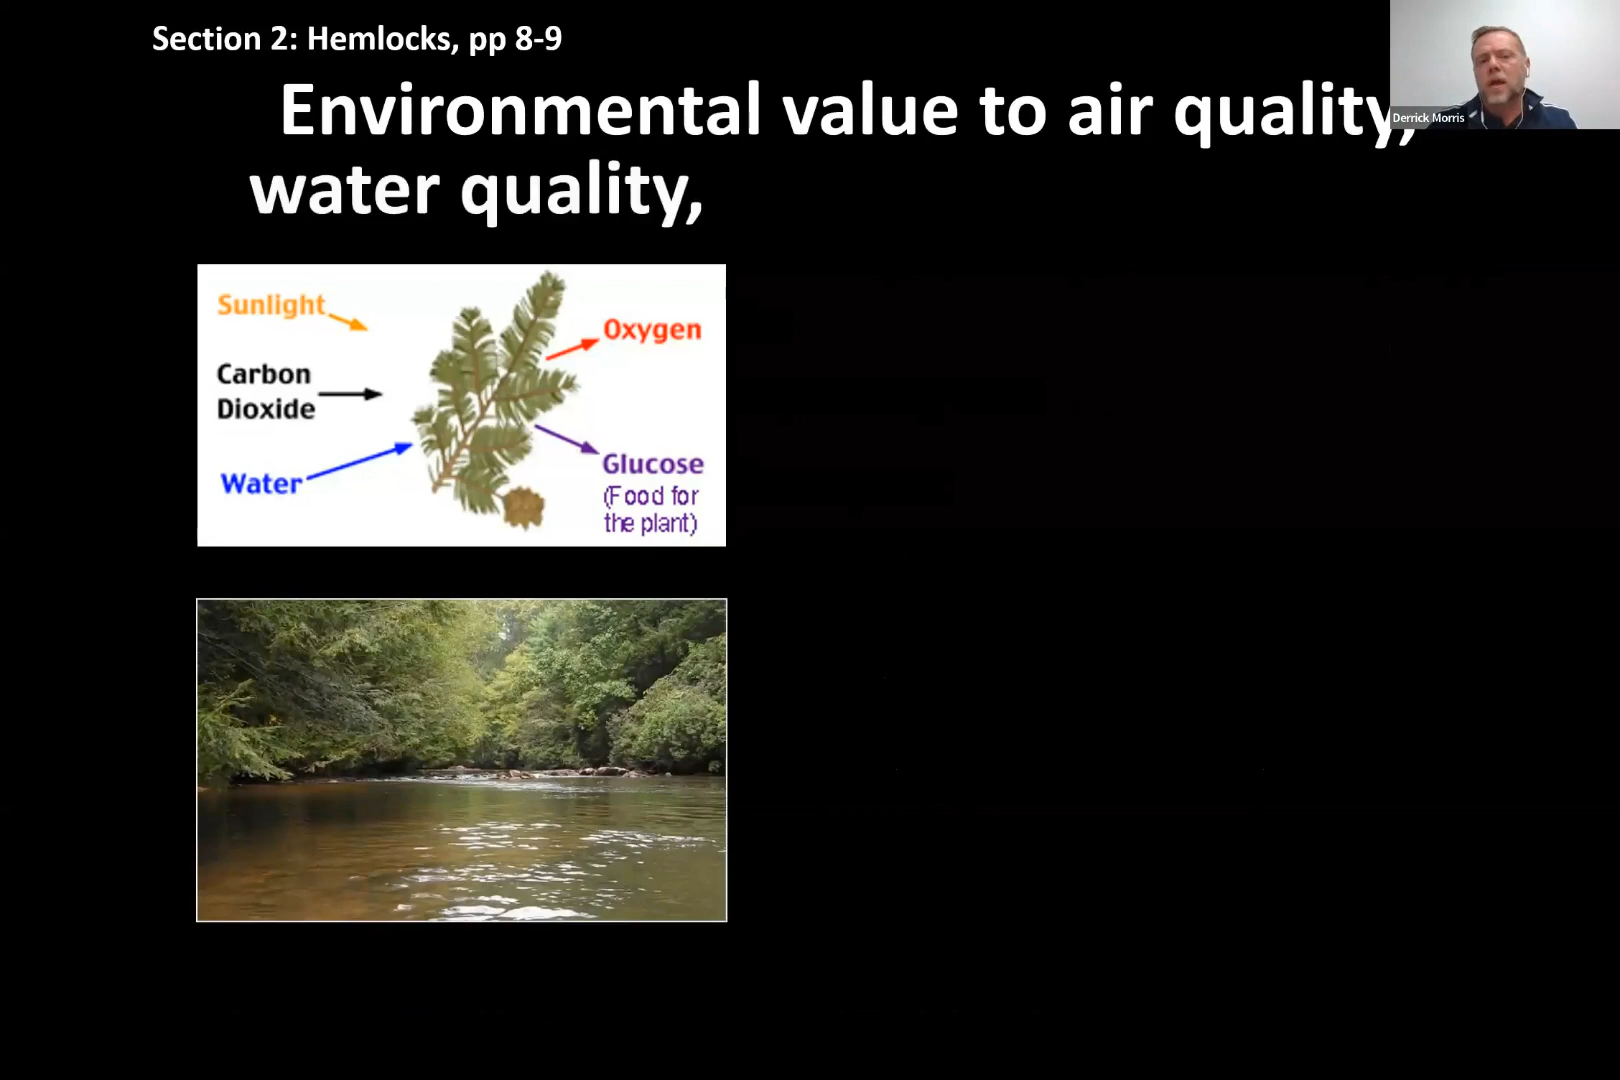 Section 2: Hemlocks, pp 8-9
Environmental value to air quality,
water quality,
Derrick Morris
Sunlight
Oxygen
Carbon
Dioxide
Water
Glucose
(Food for
the plant)